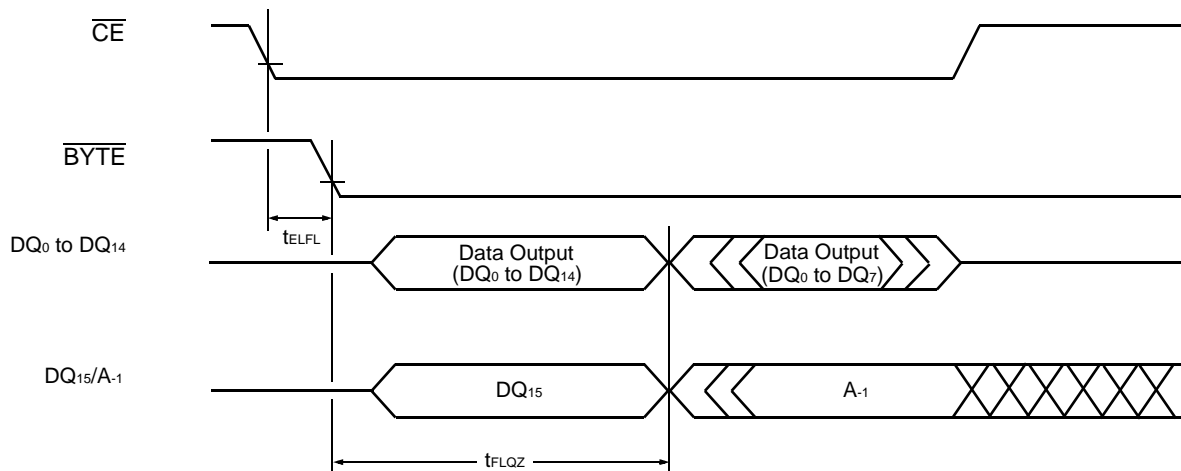 CE
BYTE
tELFL
DQ0 to DQ14
Data Output
(DQ0 to DQ14)
Data Output
(DQ0 to DQ7)
DQ15/A-1
DQ15
A-1
tFLQZ